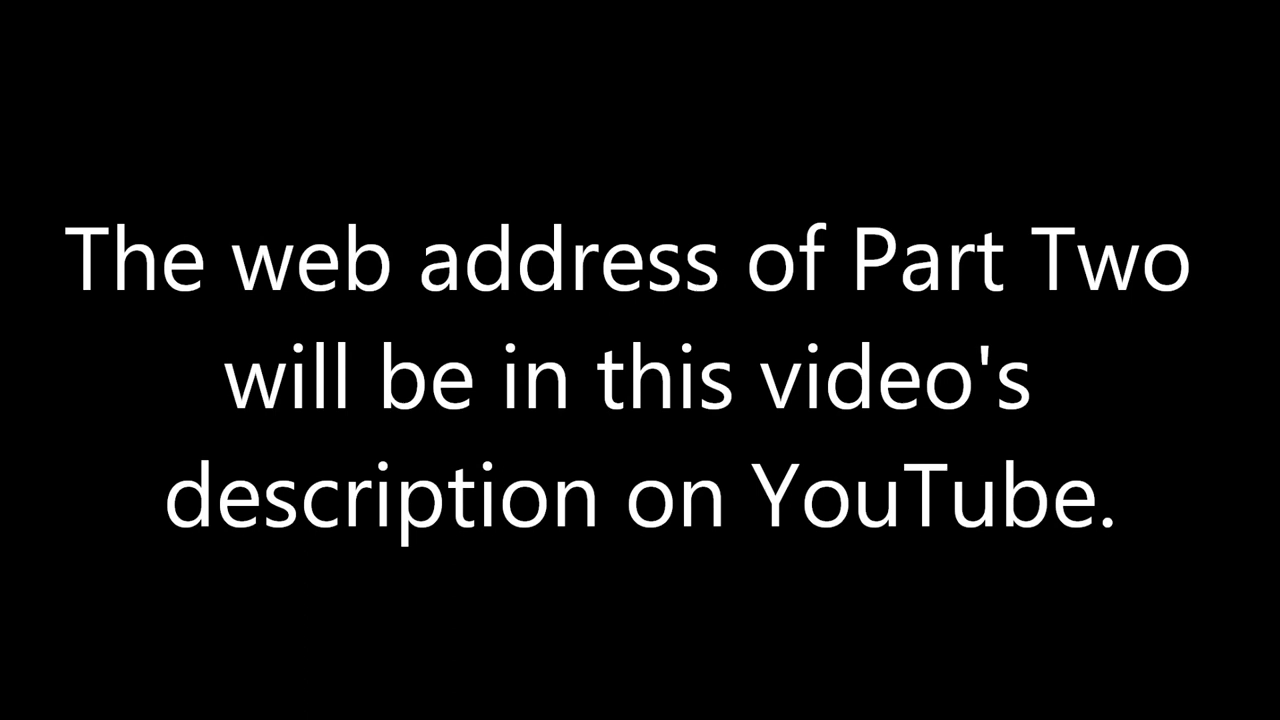 The web address of Part Two
will be in this video's
description on YouTube.